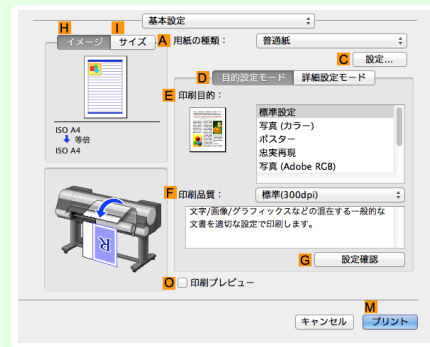 基本設定
H I
イメージ サイズ
A 用紙の種類： 普通紙
C 設定...
D 目的設定モード 詳細設定モード
E 印刷目的：
標準設定
写真 (カラー)
ポスター
忠実再現
写真 (Adobe RGB)
ISO A4
等倍
ISO A4
F 印刷品質： 標準(300dpi)
文字/画像/グラフィックスなどの混在する一般的な
文書を適切な設定で印刷します。
R
G 設定確認
O 印刷プレビュー
M
キャンセル プリント